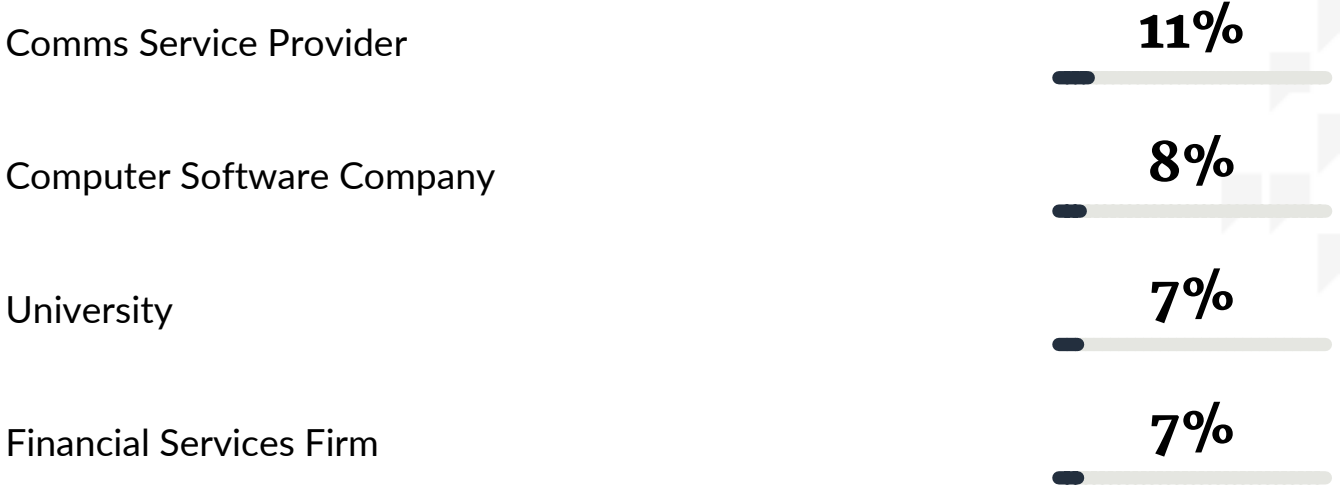 Comms Service Provider 11%
Computer Software Company 8%
University 7%
Financial Services Firm 7%